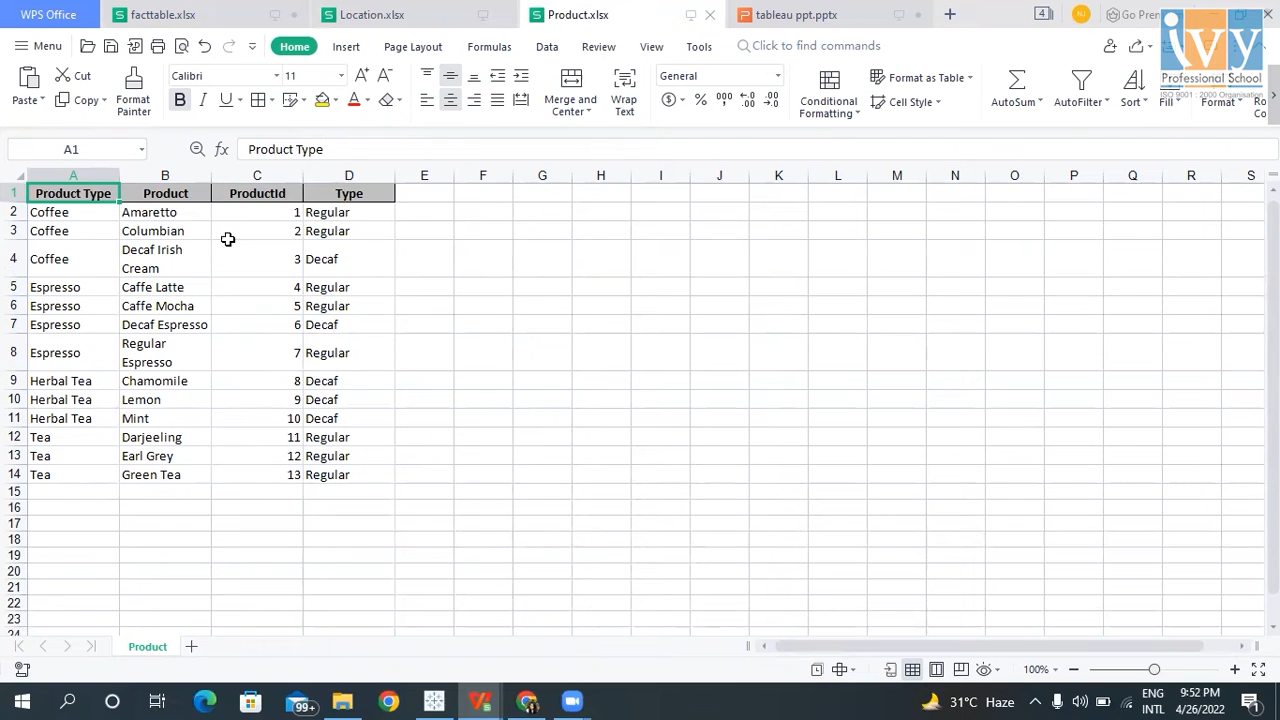 WPS Office facttable.xlsx Location.xlsx Product.xlsx tableau ppt.pptx 4 NJ Go Pren
Menu Home Insert Page Layout Formulas Data Review View Tools Click to find commands
ivy
Professional School
ISO 9001 : 2000 Organisation
Paste Cut Copy Format Painter Calibri 11 Merge and Center Wrap Text General Conditional Formatting Format as Table Cell Style AutoSum AutoFilter Sort Fill Format
A1 fx Product Type
A B C D E F G H I J K L M N O P Q R S
1 Product Type Product ProductId Type
2 Coffee Amaretto 1 Regular
3 Coffee Columbian 2 Regular
4 Coffee Decaf Irish Cream 3 Decaf
5 Espresso Caffe Latte 4 Regular
6 Espresso Caffe Mocha 5 Regular
7 Espresso Decaf Espresso 6 Decaf
8 Espresso Regular Espresso 7 Regular
9 Herbal Tea Chamomile 8 Decaf
10 Herbal Tea Lemon 9 Decaf
11 Herbal Tea Mint 10 Decaf
12 Tea Darjeeling 11 Regular
13 Tea Earl Grey 12 Regular
14 Tea Green Tea 13 Regular
15
16
17
18
19
20
21
22
23
24
Product
100%
99+ 31°C Haze ENG INTL 9:52 PM 4/26/2022 1